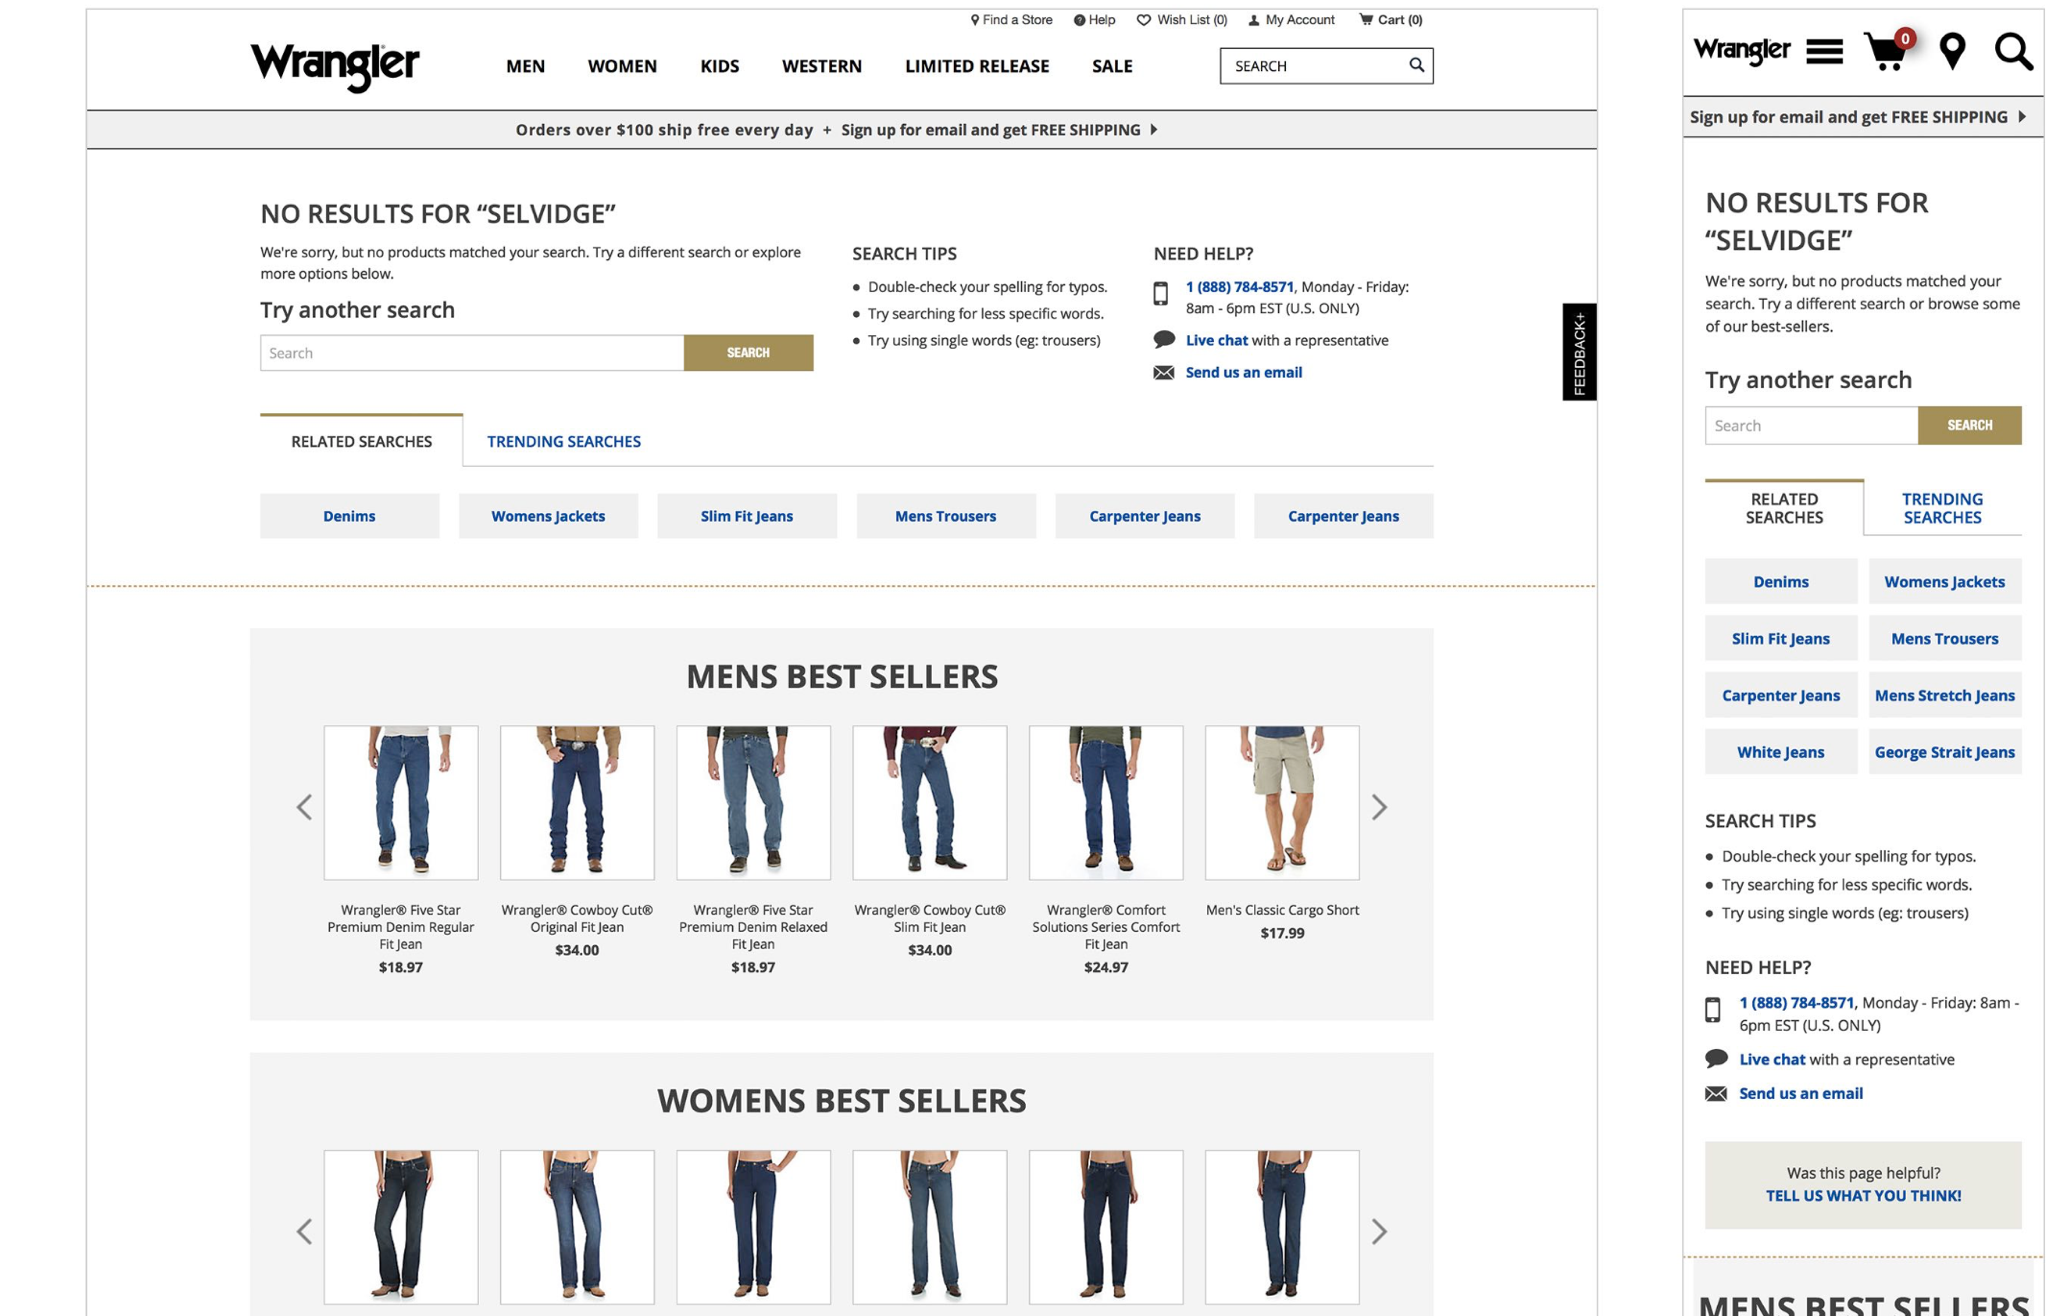 Find a Store Help Wish List (0) My Account Cart (0)
Wrangler MEN WOMEN KIDS WESTERN LIMITED RELEASE SALE SEARCH
Orders over $100 ship free every day + Sign up for email and get FREE SHIPPING
NO RESULTS FOR “SELVIDGE”
We're sorry, but no products matched your search. Try a different search or explore
more options below.
Try another search
Search SEARCH
SEARCH TIPS
• Double-check your spelling for typos.
• Try searching for less specific words.
• Try using single words (eg: trousers)
NEED HELP?
1 (888) 784-8571, Monday - Friday:
8am - 6pm EST (U.S. ONLY)
Live chat with a representative
Send us an email
FEEDBACK+
RELATED SEARCHES TRENDING SEARCHES
Denims Womens Jackets Slim Fit Jeans Mens Trousers Carpenter Jeans Carpenter Jeans
MENS BEST SELLERS
Wrangler® Five Star
Premium Denim Regular
Fit Jean
$18.97
Wrangler® Cowboy Cut®
Original Fit Jean
$34.00
Wrangler® Five Star
Premium Denim Relaxed
Fit Jean
$18.97
Wrangler® Cowboy Cut®
Slim Fit Jean
$34.00
Wrangler® Comfort
Solutions Series Comfort
Fit Jean
$24.97
Men's Classic Cargo Short
$17.99
WOMENS BEST SELLERS
Wrangler 0
Sign up for email and get FREE SHIPPING
NO RESULTS FOR
“SELVIDGE”
We're sorry, but no products matched your
search. Try a different search or browse some
of our best-sellers.
Try another search
Search SEARCH
RELATED
SEARCHES
TRENDING
SEARCHES
Denims Womens Jackets
Slim Fit Jeans Mens Trousers
Carpenter Jeans Mens Stretch Jeans
White Jeans George Strait Jeans
SEARCH TIPS
• Double-check your spelling for typos.
• Try searching for less specific words.
• Try using single words (eg: trousers)
NEED HELP?
1 (888) 784-8571, Monday - Friday: 8am -
6pm EST (U.S. ONLY)
Live chat with a representative
Send us an email
Was this page helpful?
TELL US WHAT YOU THINK!
MENS BEST SELLERS